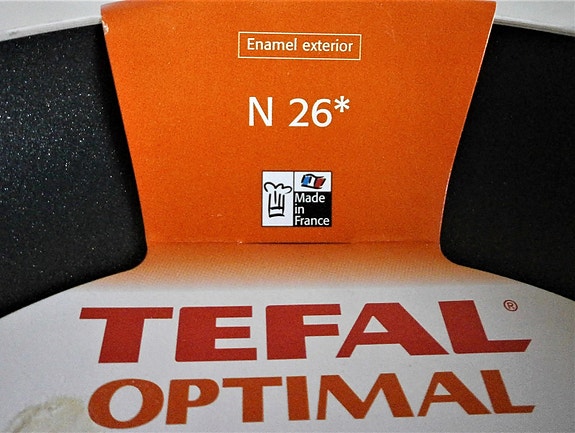 Enamel exterior
N 26*
Made
in
France
TEFAL®
OPTIMAL